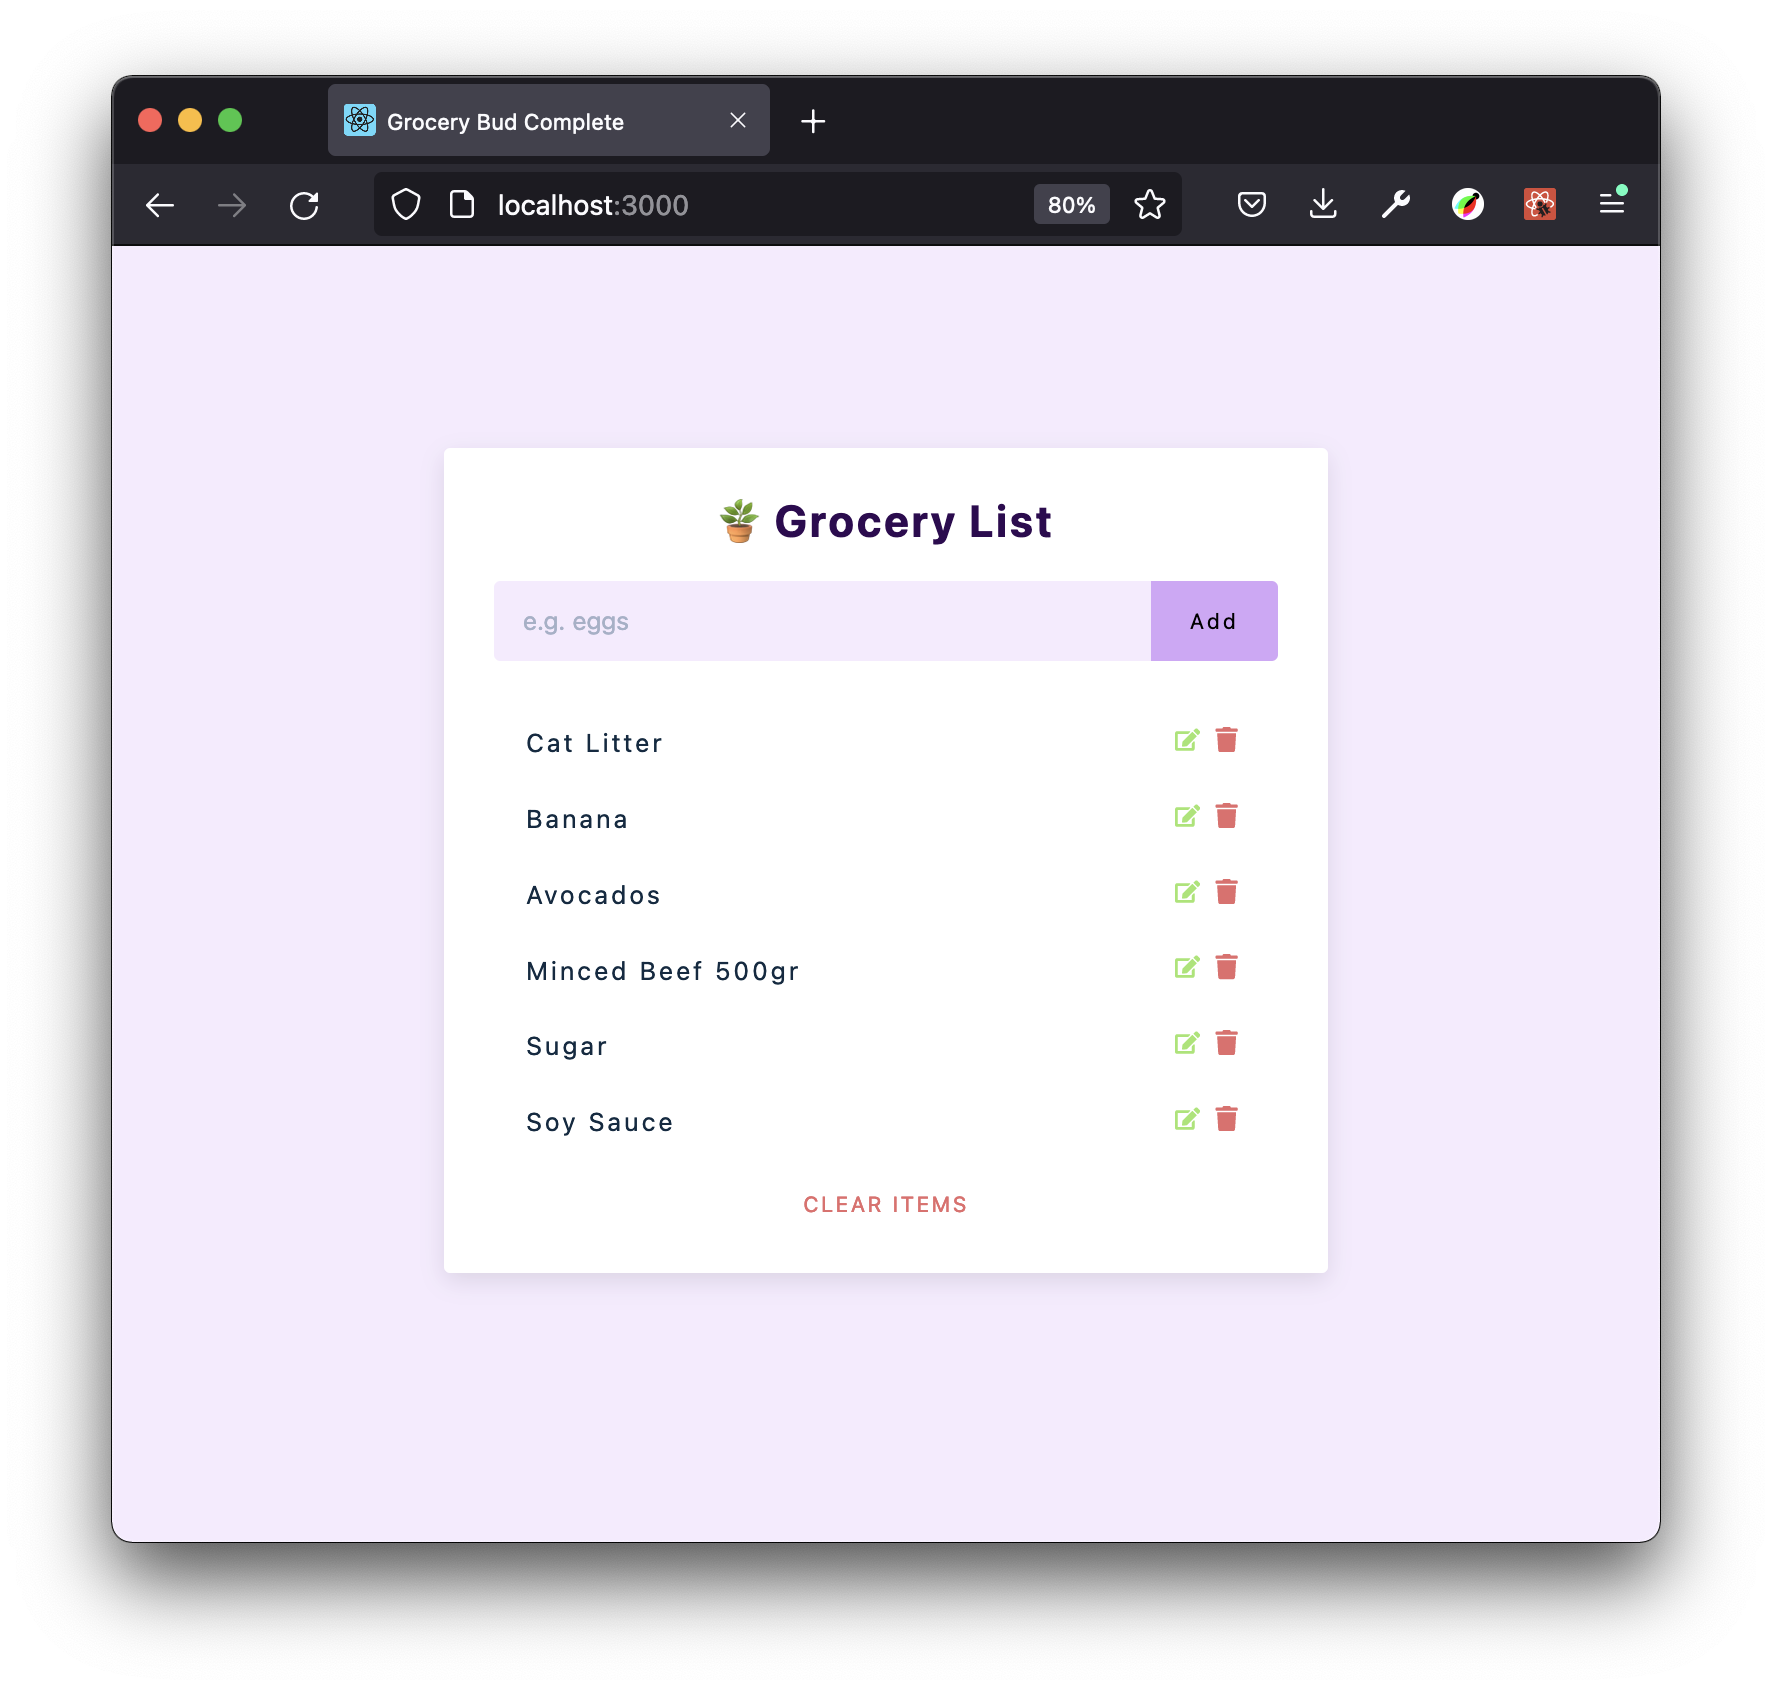 Grocery Bud Complete
localhost:3000
80%
Grocery List
e.g. eggs
Add
Cat Litter
Banana
Avocados
Minced Beef 500gr
Sugar
Soy Sauce
CLEAR ITEMS